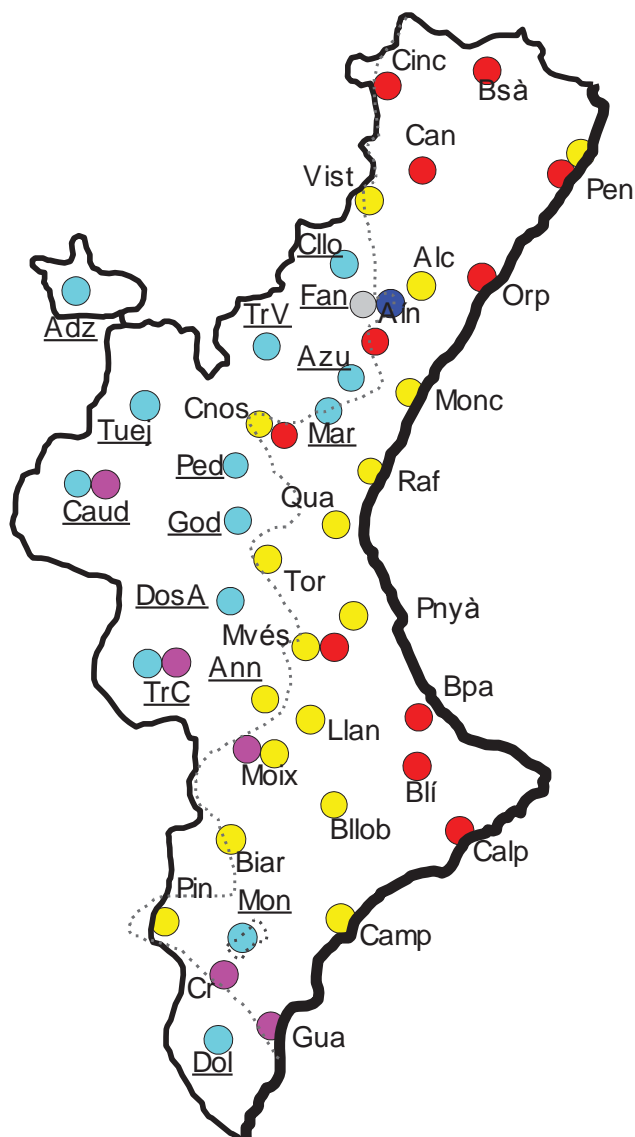 Cinc
Bsà
Can
Vist
Pen
Cllo
Alc
Fan
Aín
Orp
Adz
TrV
Azu
Cnos
Monc
Tuej
Mar
Ped
Raf
Caud
Qua
God
Tor
DosA
Pnyà
Mvés
Ann
TrC
Bpa
Llan
Moix
Blí
Bllob
Calp
Biar
Pin
Mon
Camp
Cr
Gua
Dol